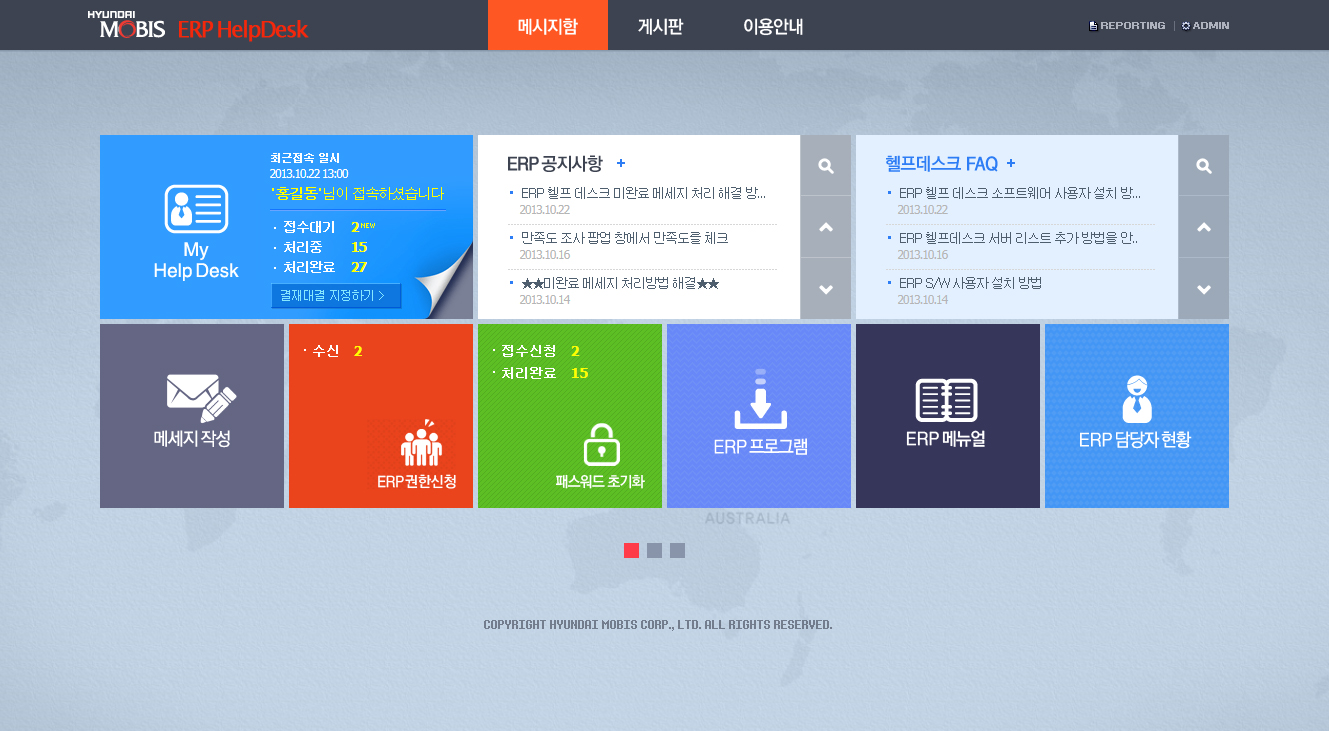 HYUNDAI
MOBIS ERP HelpDesk
메시지함
게시판
이용안내
REPORTING | ADMIN
최근접속 일시
2013.10.22 13:00
'홍길동'님이 접속하셨습니다
· 접수대기 2 NEW
· 처리중 15
· 처리완료 27
결재대결 지정하기 >
My
Help Desk
ERP 공지사항 +
· ERP 헬프 데스크 미완료 메세지 처리 해결 방...
2013.10.22
· 만족도 조사 팝업 창에서 만족도를 체크
2013.10.16
· ★★미완료 메세지 처리방법 해결★★
2013.10.14
헬프데스크 FAQ +
· ERP 헬프 데스크 소프트웨어 사용자 설치 방...
2013.10.22
· ERP 헬프데스크 서버 리스트 추가 방법을 안..
2013.10.16
· ERP S/W 사용자 설치 방법
2013.10.14
메세지 작성
· 수신 2
ERP권한신청
· 접수신청 2
· 처리완료 15
패스워드 초기화
ERP 프로그램
ERP 메뉴얼
ERP 담당자 현황
AUSTRALIA
COPYRIGHT HYUNDAI MOBIS CORP., LTD. ALL RIGHTS RESERVED.